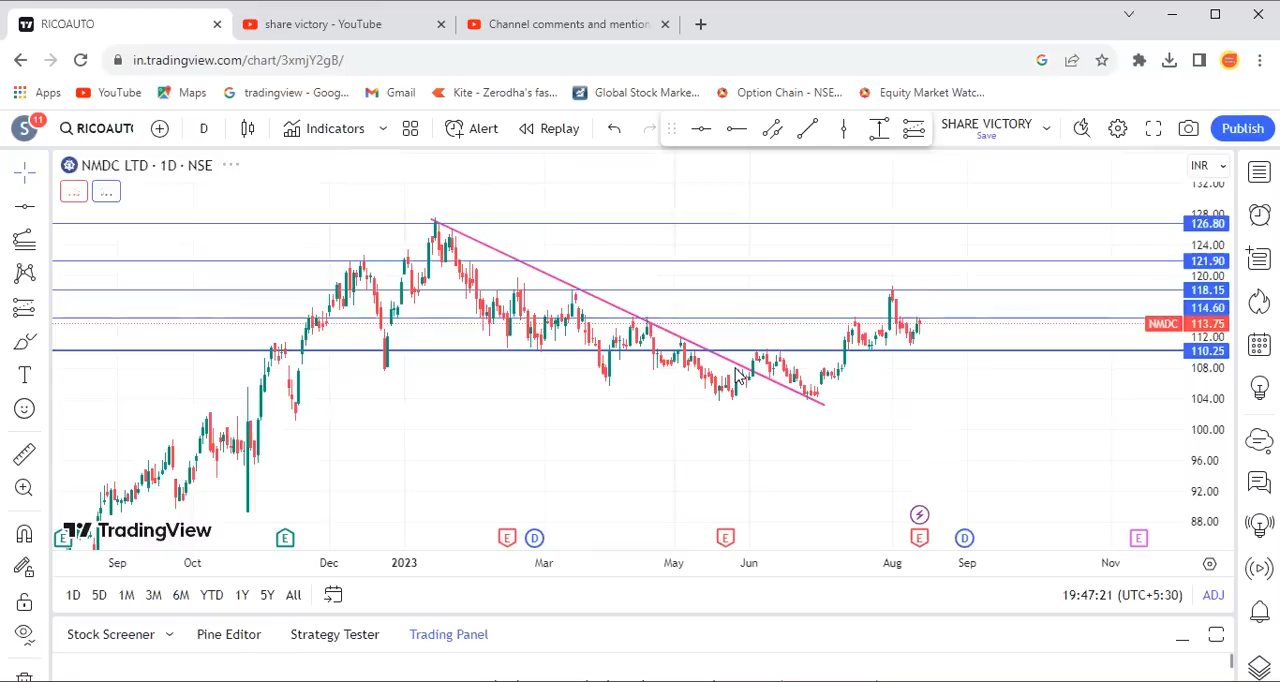 RICOAUTO
share victory - YouTube
Channel comments and mention
in.tradingview.com/chart/3xmjY2gB/
Apps
YouTube
Maps
tradingview - Goog...
Gmail
Kite - Zerodha's fas...
Global Stock Marke...
Option Chain - NSE...
Equity Market Watc...
S
11
RICOAUTO
D
Indicators
Alert
Replay
SHARE VICTORY
Save
Publish
NMDC LTD · 1D · NSE
INR
132.00
128.00
126.80
124.00
121.90
120.00
118.15
114.60
NMDC 113.75
112.00
110.25
108.00
104.00
100.00
96.00
92.00
88.00
TradingView
E
E
E
D
E
E
D
E
Sep
Oct
Dec
2023
Mar
May
Jun
Aug
Sep
Nov
1D 5D 1M 3M 6M YTD 1Y 5Y All
19:47:21 (UTC+5:30)
ADJ
Stock Screener
Pine Editor
Strategy Tester
Trading Panel